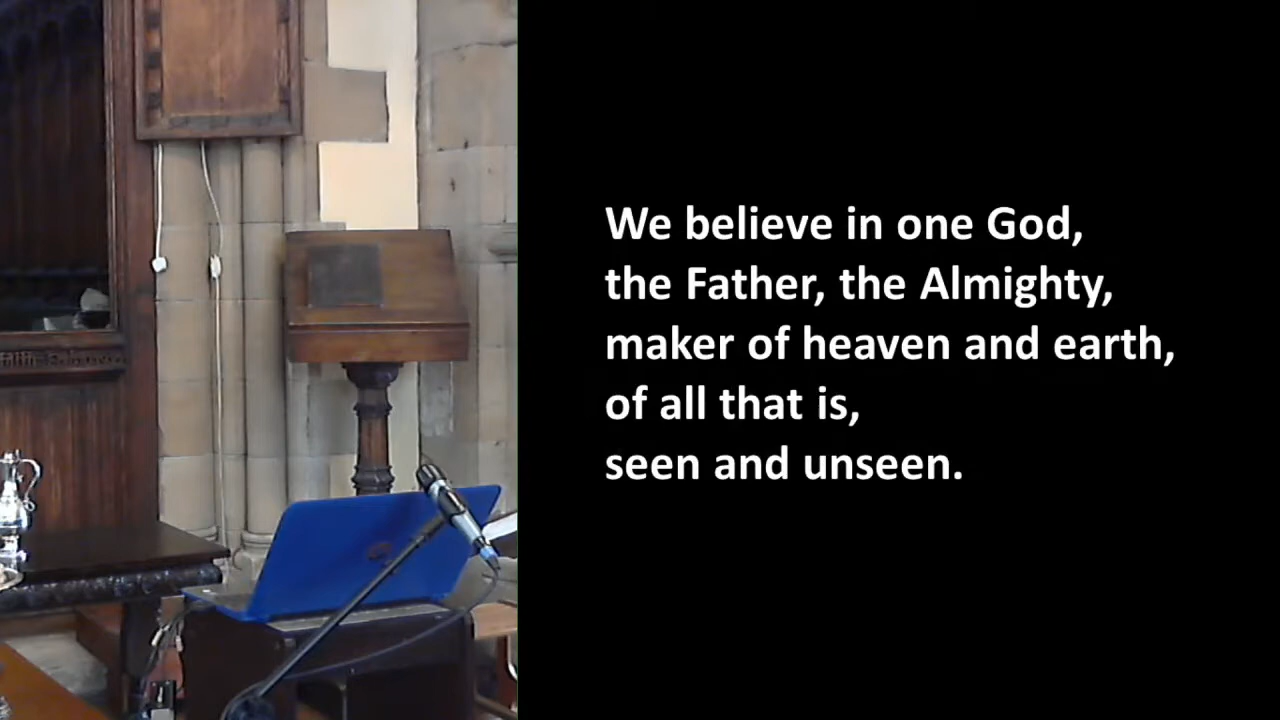 We believe in one God,
the Father, the Almighty,
maker of heaven and earth,
of all that is,
seen and unseen.